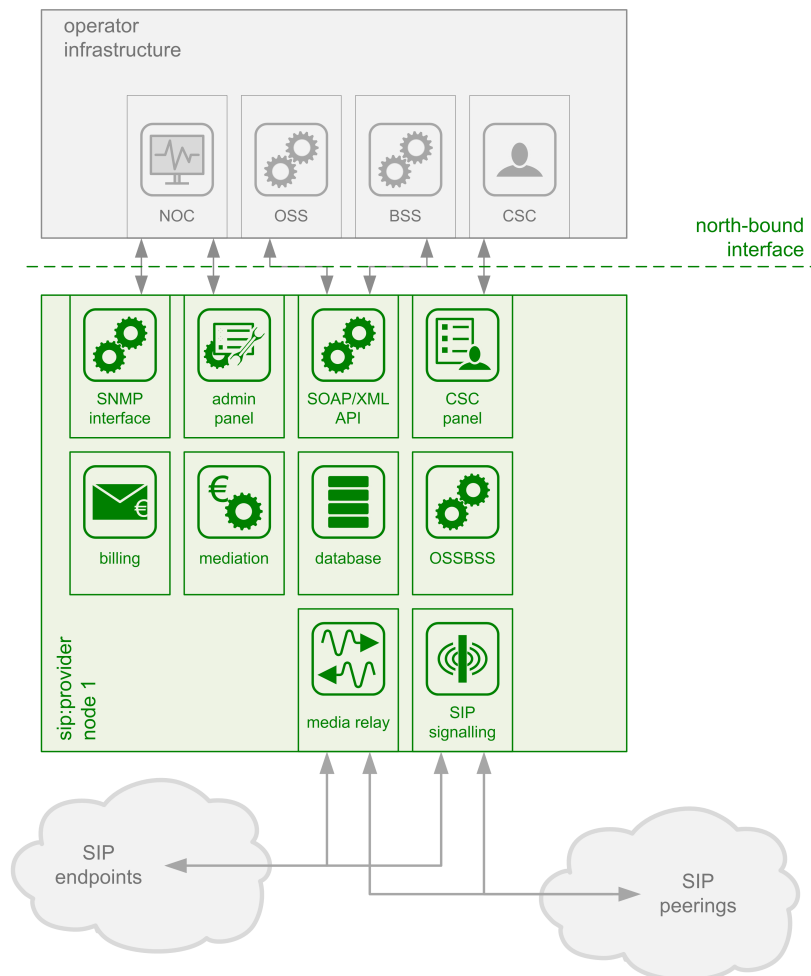 operator
infrastructure
NOC
OSS
BSS
CSC
north-bound
interface
SNMP
interface
admin
panel
SOAP/XML
API
CSC
panel
€
€
billing
mediation
database
OSSBSS
sip:provider
node 1
media relay
SIP
signalling
SIP
endpoints
SIP
peerings